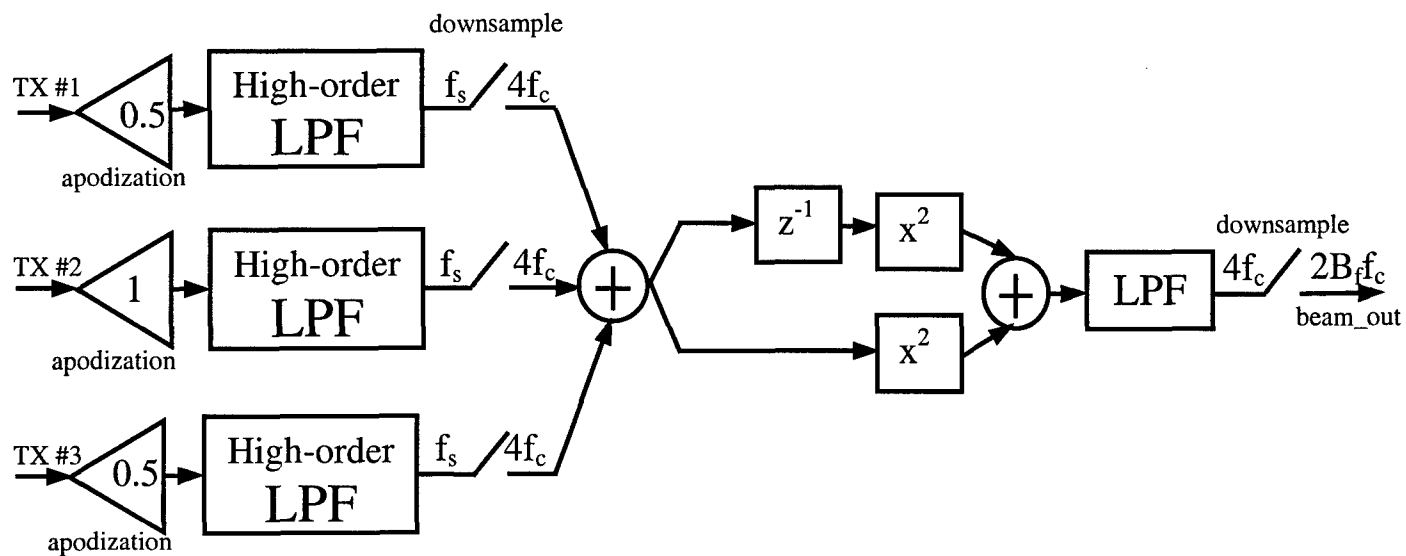 downsample
TX #1
0.5
apodization
High-order
LPF
f_s
4f_c
TX #2
1
apodization
High-order
LPF
f_s
4f_c
TX #3
0.5
apodization
High-order
LPF
f_s
4f_c
+
z^-1
x^2
x^2
+
LPF
downsample
4f_c
2B_f f_c
beam_out